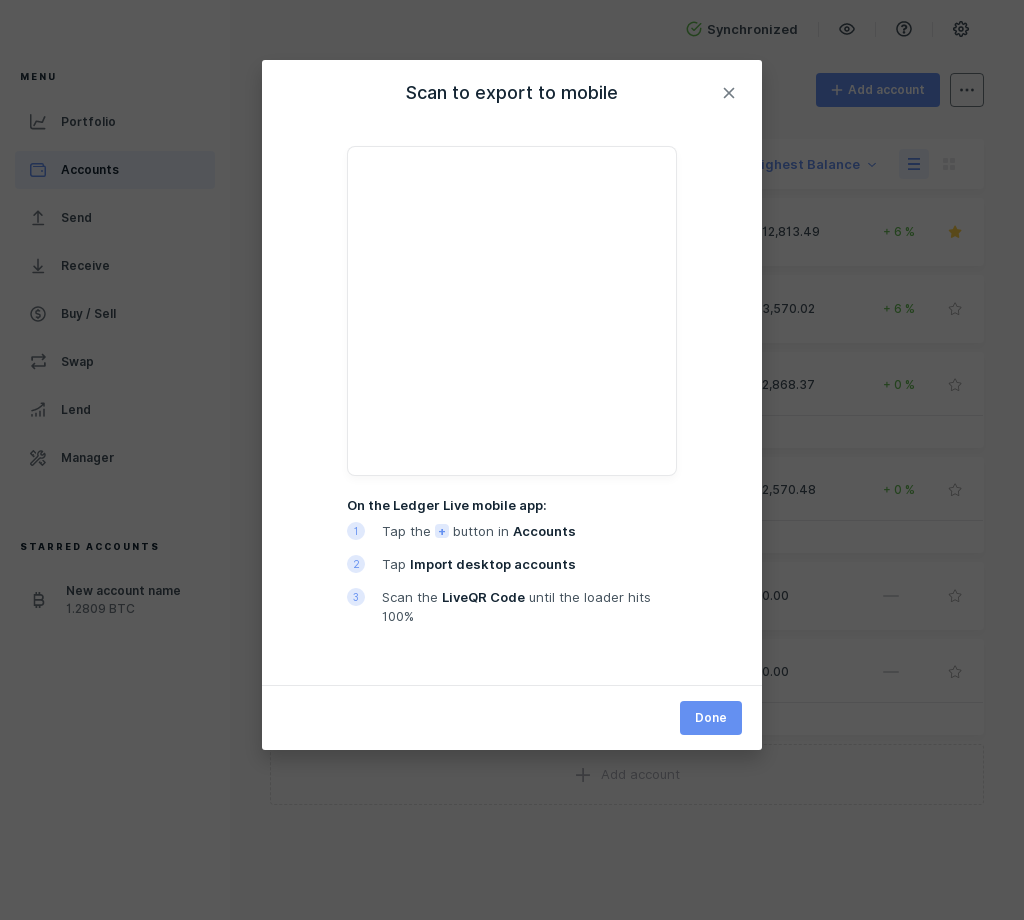 Synchronized
MENU
Portfolio
Accounts
Send
Receive
Buy / Sell
Swap
Lend
Manager
STARRED ACCOUNTS
New account name
1.2809 BTC
Add account
Balance
12,813.49
+ 6 %
3,570.02
+ 6 %
2,868.37
+ 0 %
2,570.48
+ 0 %
0.00
—
0.00
—
Add account
Scan to export to mobile
On the Ledger Live mobile app:
1 Tap the + button in Accounts
2 Tap Import desktop accounts
3 Scan the LiveQR Code until the loader hits
100%
Done